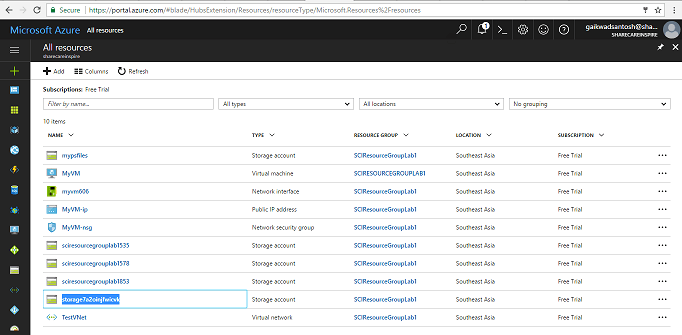 Secure https://portal.azure.com/#blade/HubsExtension/Resources/resourceType/Microsoft.Resources%2Fresources
Microsoft Azure All resources
gaikwadsantosh@sha...
SHARECAREINSPIRE
All resources
sharecareinspire
Add Columns Refresh
Subscriptions: Free Trial
Filter by name... All types All locations No grouping
10 items
NAME TYPE RESOURCE GROUP LOCATION SUBSCRIPTION
mypsfiles Storage account SCIResourceGroupLab1 Southeast Asia Free Trial
MyVM Virtual machine SCIRESOURCEGROUPLAB1 Southeast Asia Free Trial
myvm606 Network interface SCIResourceGroupLab1 Southeast Asia Free Trial
MyVM-ip Public IP address SCIResourceGroupLab1 Southeast Asia Free Trial
MyVM-nsg Network security group SCIResourceGroupLab1 Southeast Asia Free Trial
sciresourcegrouplab1535 Storage account SCIResourceGroupLab1 Southeast Asia Free Trial
sciresourcegrouplab1578 Storage account SCIResourceGroupLab1 Southeast Asia Free Trial
sciresourcegrouplab1853 Storage account SCIResourceGroupLab1 Southeast Asia Free Trial
Storage account SCIResourceGroupLab1 Southeast Asia Free Trial
TestVNet Virtual network SCIResourceGroupLab1 Southeast Asia Free Trial